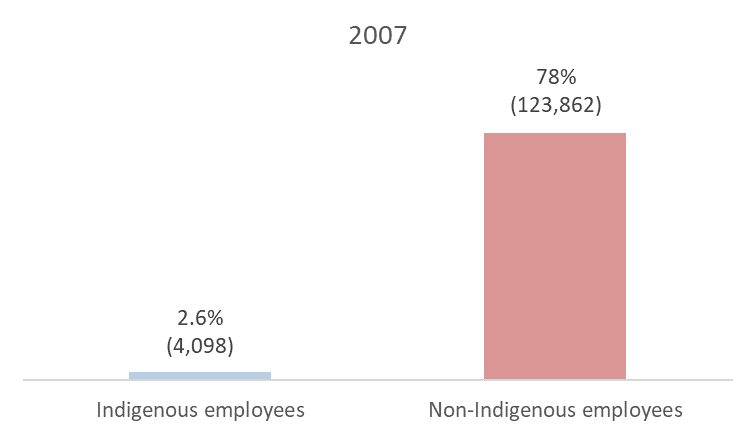 2007
78%
(123,862)
2.6%
(4,098)
Indigenous employees
Non-Indigenous employees